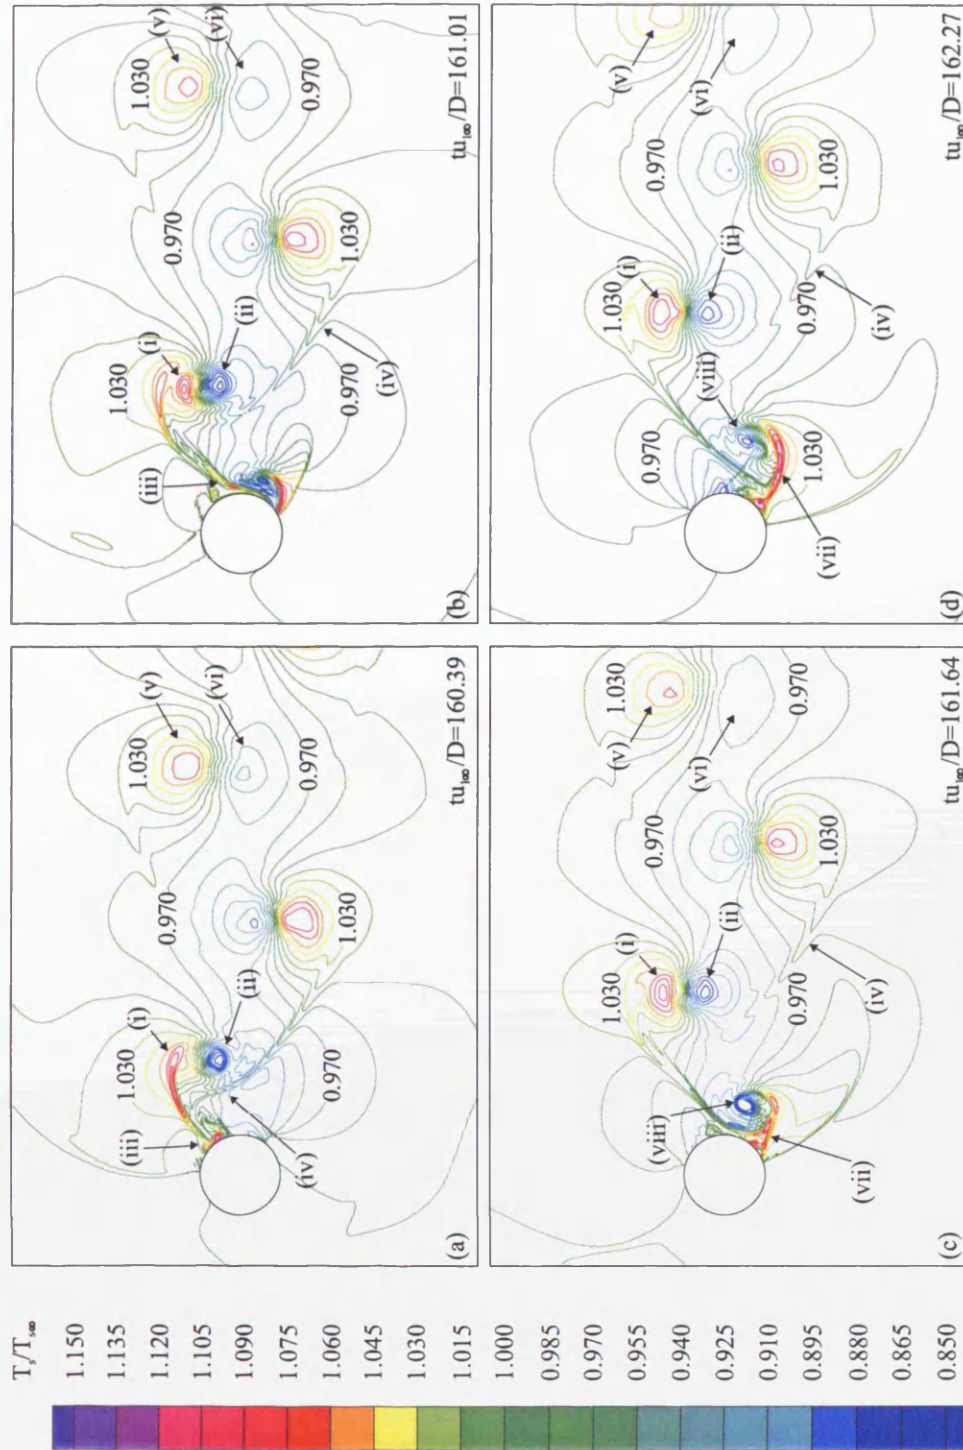 T_s/T_s∞
1.150
1.135
1.120
1.105
1.090
1.075
1.060
1.045
1.030
1.015
1.000
0.985
0.970
0.955
0.940
0.925
0.910
0.895
0.880
0.865
0.850
(a)
(iii)
1.030
(i)
(ii)
(iv)
0.970
0.970
1.030
1.030
(v)
(vi)
0.970
tu_1∞/D=160.39
(b)
(iii)
1.030
(i)
(ii)
(iv)
0.970
0.970
1.030
1.030
(v)
(vi)
0.970
tu_1∞/D=161.01
(c)
(viii)
(vii)
1.030
(i)
(ii)
0.970
(iv)
0.970
1.030
(v)
1.030
(vi)
0.970
tu_1∞/D=161.64
(d)
0.970
(viii)
(vii)
1.030
1.030
(i)
(ii)
0.970
(iv)
0.970
1.030
(v)
(vi)
tu_1∞/D=162.27